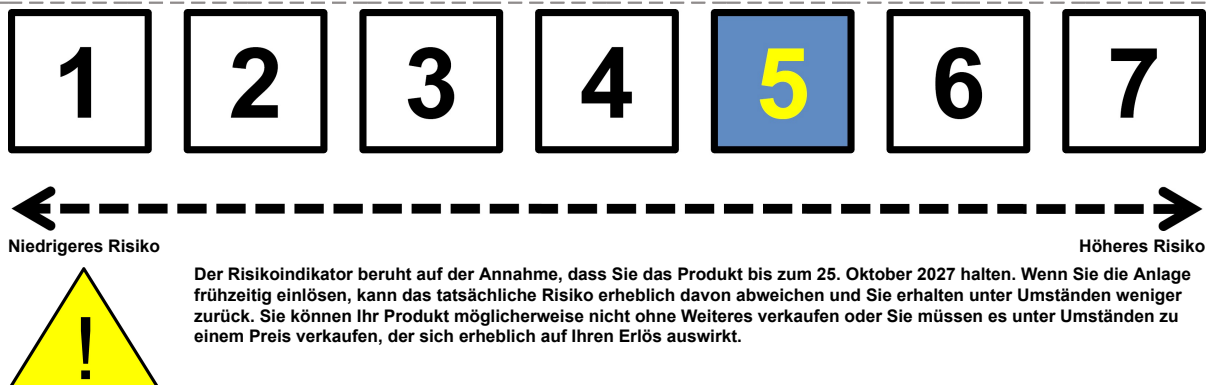 1 2 3 4 5 6 7
Niedrigeres Risiko Höheres Risiko
Der Risikoindikator beruht auf der Annahme, dass Sie das Produkt bis zum 25. Oktober 2027 halten. Wenn Sie die Anlage
frühzeitig einlösen, kann das tatsächliche Risiko erheblich davon abweichen und Sie erhalten unter Umständen weniger
zurück. Sie können Ihr Produkt möglicherweise nicht ohne Weiteres verkaufen oder Sie müssen es unter Umständen zu
einem Preis verkaufen, der sich erheblich auf Ihren Erlös auswirkt.
!